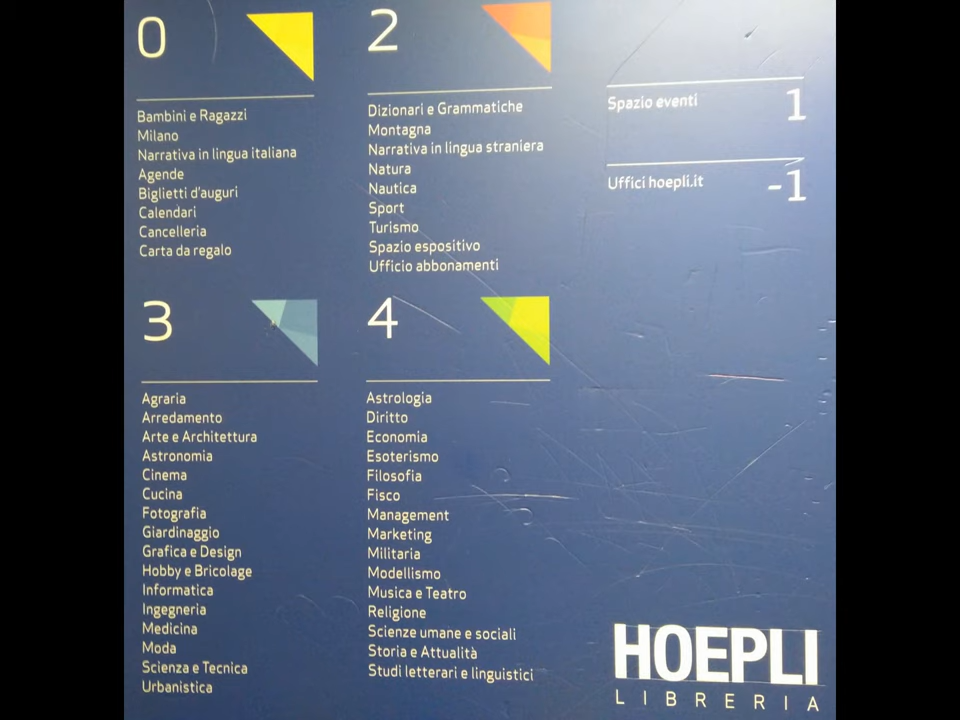 0
Bambini e Ragazzi
Milano
Narrativa in lingua italiana
Agende
Biglietti d'auguri
Calendari
Cancelleria
Carta da regalo
2
Dizionari e Grammatiche
Montagna
Narrativa in lingua straniera
Natura
Nautica
Sport
Turismo
Spazio espositivo
Ufficio abbonamenti
Spazio eventi 1
Uffici hoepli.it -1
3
Agraria
Arredamento
Arte e Architettura
Astronomia
Cinema
Cucina
Fotografia
Giardinaggio
Grafica e Design
Hobby e Bricolage
Informatica
Ingegneria
Medicina
Moda
Scienza e Tecnica
Urbanistica
4
Astrologia
Diritto
Economia
Esoterismo
Filosofia
Fisco
Management
Marketing
Militaria
Modellismo
Musica e Teatro
Religione
Scienze umane e sociali
Storia e Attualità
Studi letterari e linguistici
HOEPLI
LIBRERIA